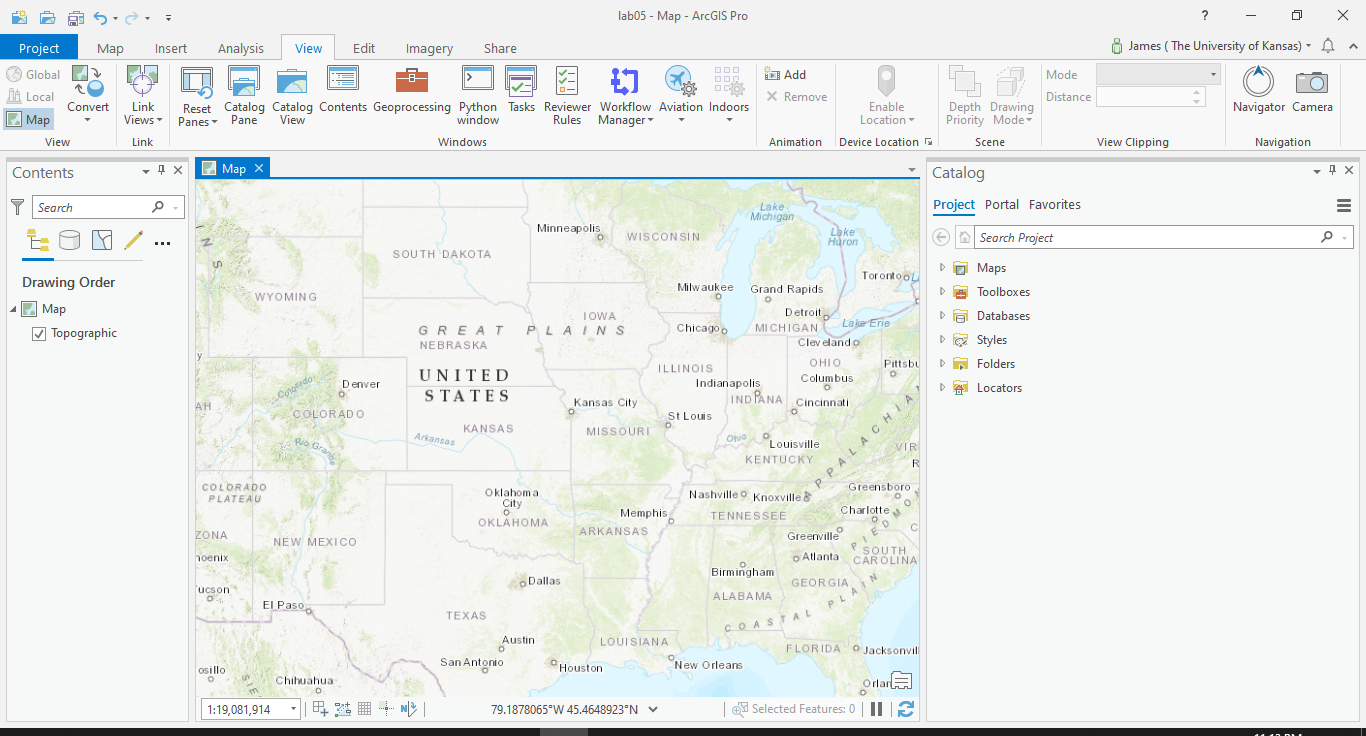 lab05 - Map - ArcGIS Pro
?
Project Map Insert Analysis View Edit Imagery Share
James ( The University of Kansas)
Global
Local
Map
Convert
View
Link
Views
Link
Reset
Panes
Catalog
Pane
Catalog
View
Contents
Geoprocessing
Python
window
Tasks
Reviewer
Rules
Workflow
Manager
Aviation
Indoors
Windows
Add
Remove
Animation
Enable
Location
Device Location
Depth
Priority
Drawing
Mode
Scene
Mode
Distance
View Clipping
Navigator
Camera
Navigation
Contents
Search
Drawing Order
Map
Topographic
Map
Lake
Michigan
Minneapolis
WISCONSIN
Lake
Huron
SOUTH DAKOTA
Toronto
WYOMING
Milwaukee
Grand Rapids
Detroit
IOWA
GREAT PLAINS
Chicago
MICHIGAN
Lake Erie
NEBRASKA
Cleveland
OHIO
Pittsbu
UNITED
STATES
ILLINOIS
Indianapolis
Columbus
Denver
Colorado
INDIANA
Kansas City
Cincinnati
AH
COLORADO
St Louis
KANSAS
MISSOURI
Arkansas
Ohio
Louisville
VIR
Rio Grande
KENTUCKY
APPALACHIA
COLORADO
PLATEAU
Oklahoma
City
Nashville
Knoxville
Greensboro
Memphis
TENNESSEE
Charlotte
PIEDMO
OKLAHOMA
ARKANSAS
ZONA
NEW MEXICO
Greenville
SOUTH
CAROLINA
hoenix
Atlanta
Birmingham
Dallas
GEORGIA
ucson
ALABAMA
El Paso
TEXAS
COASTAL PLAIN
Austin
LOUISIANA
FLORIDA
Jacksonvil
San Antonio
Houston
New Orleans
osillo
Chihuahua
SIE
Orlan
1:19,081,914
79.1878065°W 45.4648923°N
Selected Features: 0
Catalog
Project Portal Favorites
Search Project
Maps
Toolboxes
Databases
Styles
Folders
Locators